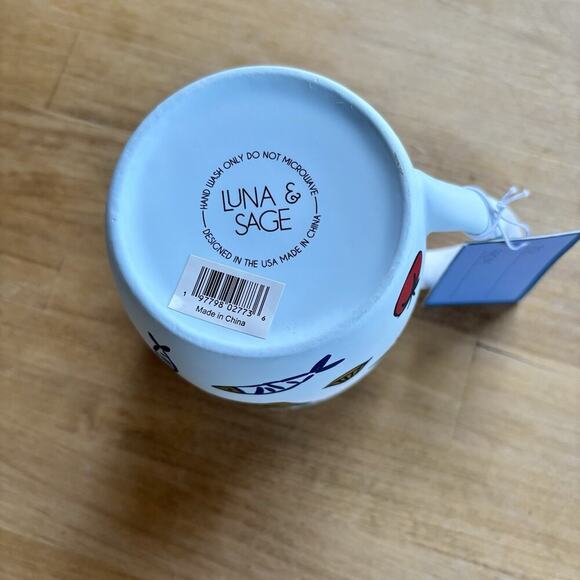 HAND WASH ONLY DO NOT MICROWAVE
LUNA &
SAGE
DESIGNED IN THE USA MADE IN CHINA
1 97798 02773 6
Made in China